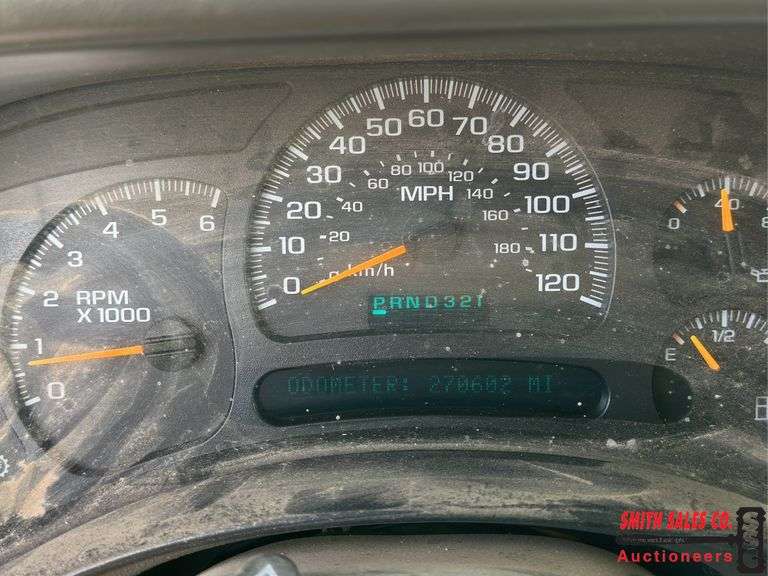 0 1 2 3 4 5 6
RPM
X1000
0 10 20 30 40 50 60 70 80 90 100 110 120
20 40 60 80 100 120 140 160 180
MPH
km/h
PRND321
ODOMETER: 270602 MI
0 40 8
E 1/2
SMITH SALES CO.
Auctioneers